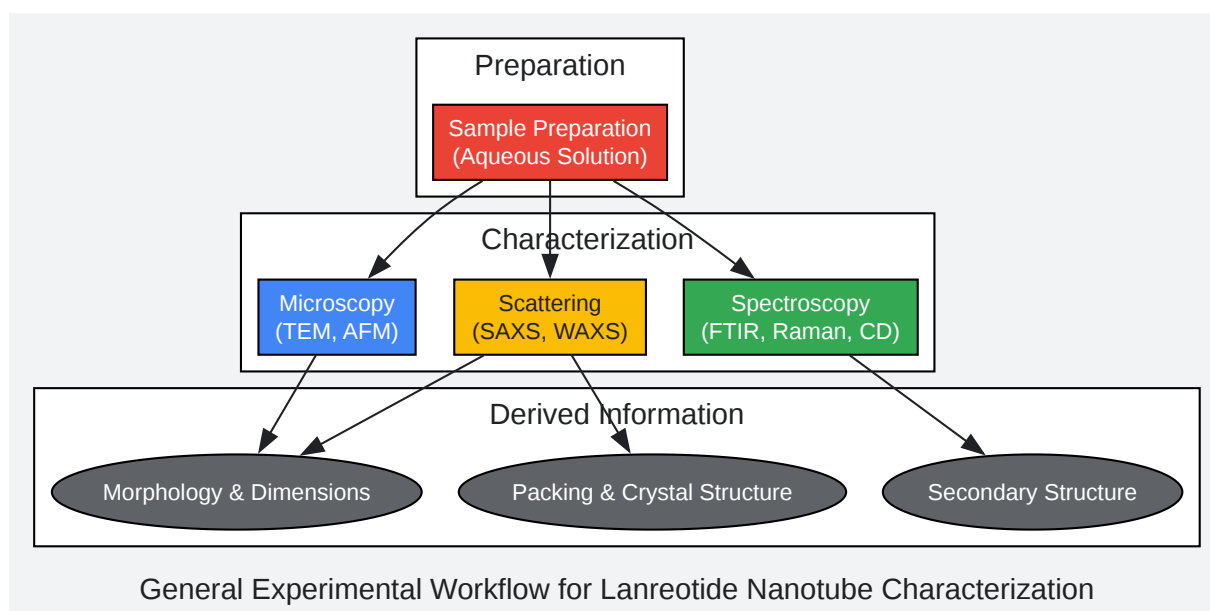 Preparation
Sample Preparation
(Aqueous Solution)
Characterization
Microscopy
(TEM, AFM)
Scattering
(SAXS, WAXS)
Spectroscopy
(FTIR, Raman, CD)
Derived Information
Morphology & Dimensions
Packing & Crystal Structure
Secondary Structure
General Experimental Workflow for Lanreotide Nanotube Characterization